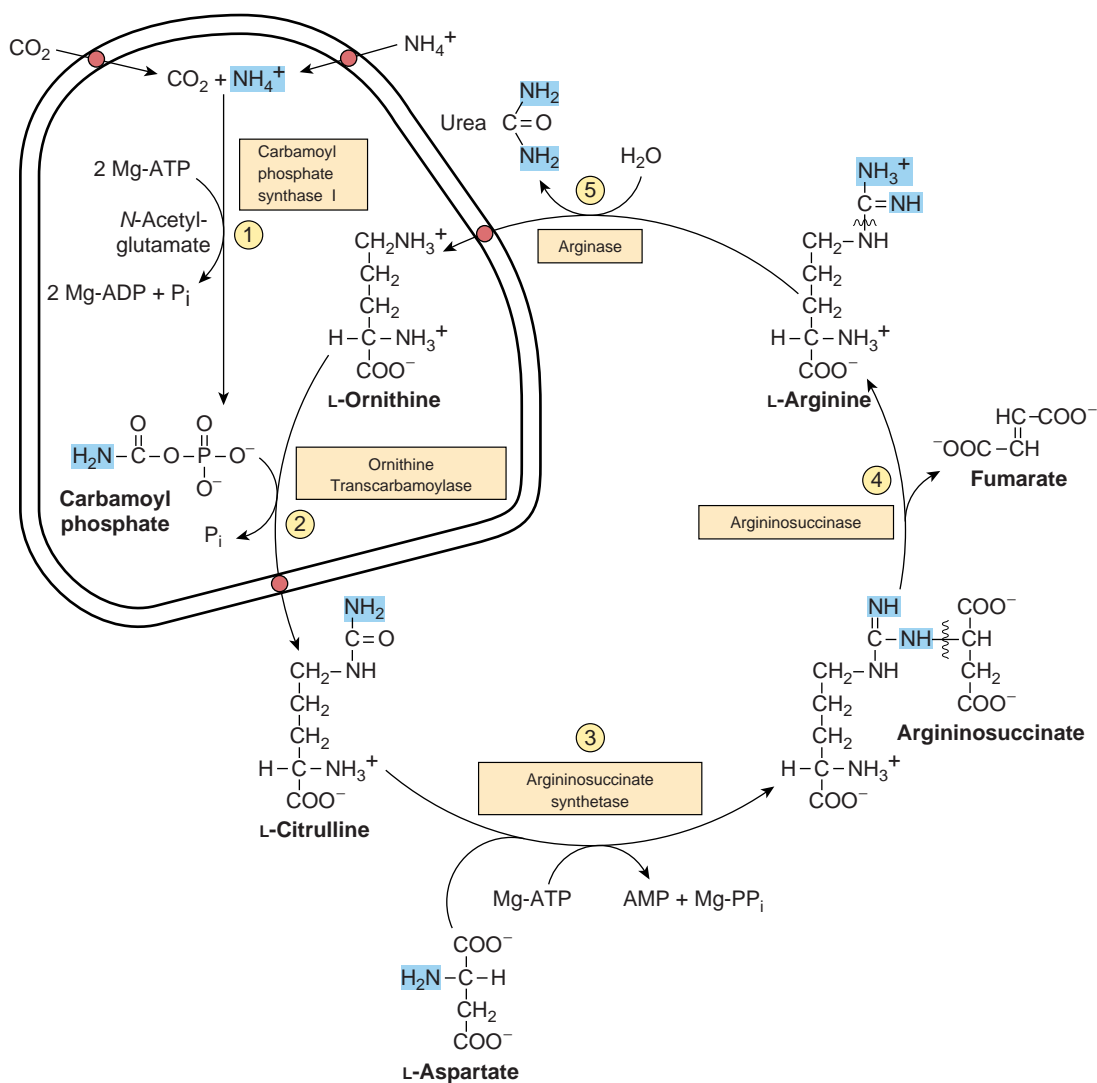 CO₂
NH₄⁺
CO₂ + NH₄⁺
2 Mg-ATP
Carbamoyl
phosphate
synthase I
N-Acetyl-
glutamate
1
2 Mg-ADP + Pᵢ
Urea
NH₂
C=O
NH₂
H₂O
5
Arginase
CH₂NH₃⁺
CH₂
CH₂
H–C–NH₃⁺
COO⁻
L-Ornithine
NH₃⁺
C=NH
CH₂–NH
CH₂
CH₂
H–C–NH₃⁺
COO⁻
L-Arginine
O O
H₂N–C–O–P–O⁻
O⁻
Carbamoyl
phosphate
Ornithine
Transcarbamoylase
Pᵢ
2
HC–COO⁻
⁻OOC–CH
Fumarate
4
Argininosuccinase
NH₂
C=O
CH₂–NH
CH₂
CH₂
H–C–NH₃⁺
COO⁻
L-Citrulline
NH COO⁻
C–NH–CH
CH₂–NH CH₂
CH₂ COO⁻
Argininosuccinate
CH₂
H–C–NH₃⁺
COO⁻
3
Argininosuccinate
synthetase
Mg-ATP
AMP + Mg-PPᵢ
COO⁻
H₂N–C–H
CH₂
COO⁻
L-Aspartate